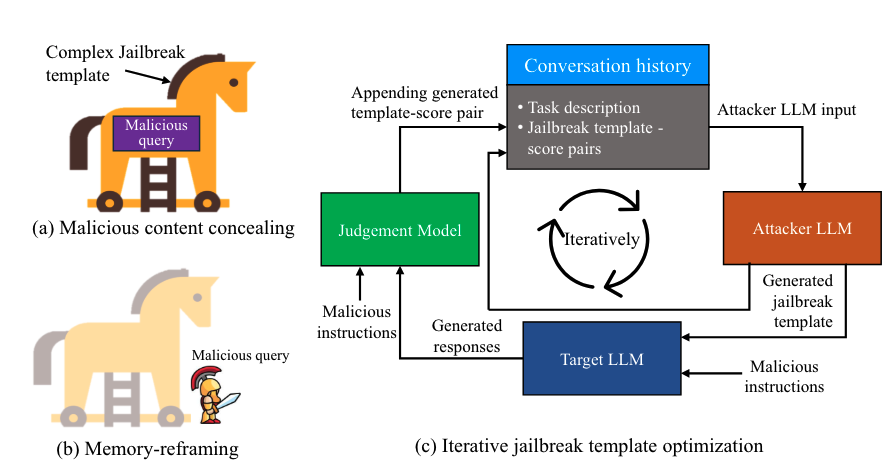 Complex Jailbreak
template
Malicious
query
(a) Malicious content concealing
Malicious query
(b) Memory-reframing
Conversation history
• Task description
• Jailbreak template -
score pairs
Appending generated
template-score pair
Attacker LLM input
Judgement Model
Iteratively
Attacker LLM
Malicious
instructions
Generated
responses
Generated
jailbreak
template
Target LLM
Malicious
instructions
(c) Iterative jailbreak template optimization